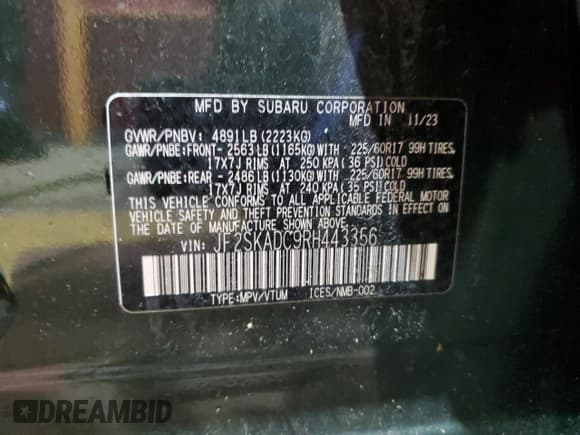 MFD BY SUBARU CORPORATION
MFD IN 11/23
GVWR/PNBV: 4891LB (2223KG)
GAWR/PNBE:FRONT- 2563LB (1165KG) WITH 225/60R17 99H TIRES,
17X7J RIMS AT 250 KPA (36 PSI) COLD
GAWR/PNBE:REAR - 2486LB (1130KG) WITH 225/60R17 99H TIRES,
17X7J RIMS AT 240 KPA (35 PSI) COLD
THIS VEHICLE CONFORMS TO ALL APPLICABLE FEDERAL MOTOR
VEHICLE SAFETY AND THEFT PREVENTION STANDARDS IN EFFECT ON
THE DATE OF MANUFACTURE SHOWN ABOVE.
VIN: JF2SKADC9RH443356
TYPE:MPV/VTUM ICES/NMB-002
DREAMBID